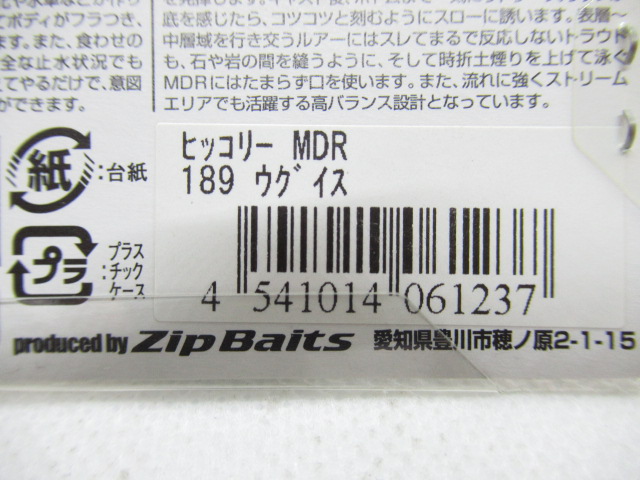 てボディがフラつき、
ります。また、食わせの
全な止水状況でも
てやるだけで、意図
ができます。
底を感じたら、コツコツと刻むようにスローに誘います。表層〜
中層域を行き交うルアーにはスレてまるで反応しないトラウド
も、石や岩の間を縫うように、そして時折土煙りを上げて泳ぐ
MDRにはたまらず口を使います。また、流れに強くストリーム
エリアでも活躍する高バランス設計となっています。
紙
:台紙
プラ
プラス
:チック
ケース
ヒッコリー MDR
189 ウグイス
4 541014 061237
produced by ZipBaits 愛知県豊川市穂ノ原2-1-15